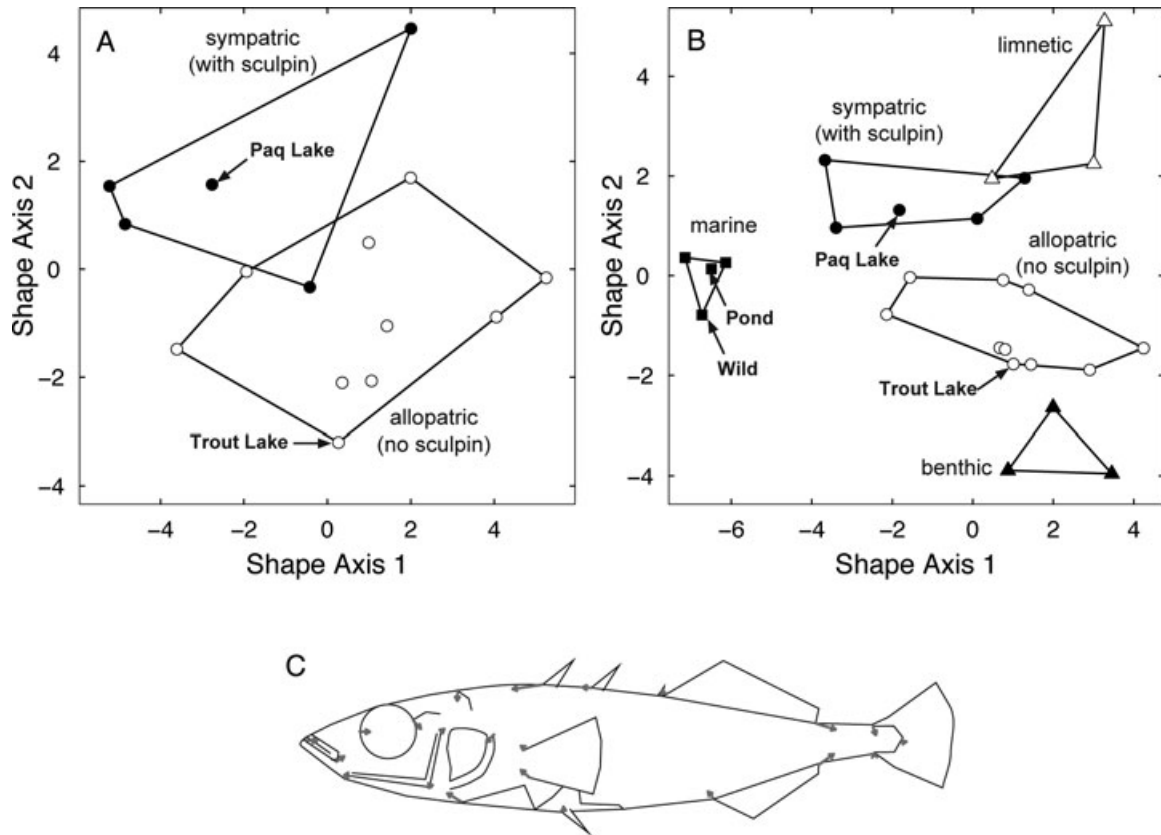 A
sympatric
(with sculpin)
Paq Lake
Trout Lake
allopatric
(no sculpin)
4
2
0
−2
−4
Shape Axis 2
−4
−2
0
2
4
Shape Axis 1
B
limnetic
sympatric
(with sculpin)
marine
Paq Lake
allopatric
(no sculpin)
Pond
Wild
Trout Lake
benthic
4
2
0
−2
−4
Shape Axis 2
−6
−4
−2
0
2
4
Shape Axis 1
C